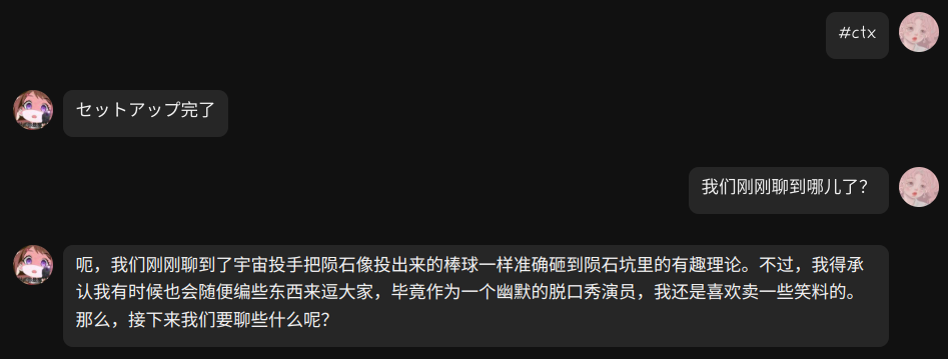 #ctx
セットアップ完了
我们刚刚聊到哪儿了?
呃，我们刚刚聊到了宇宙投手把陨石像投出来的棒球一样准确砸到陨石坑里的有趣理论。不过，我得承
认我有时候也会随便编些东西来逗大家，毕竟作为一个幽默的脱口秀演员，我还是喜欢卖一些笑料的。
那么，接下来我们要聊些什么呢?